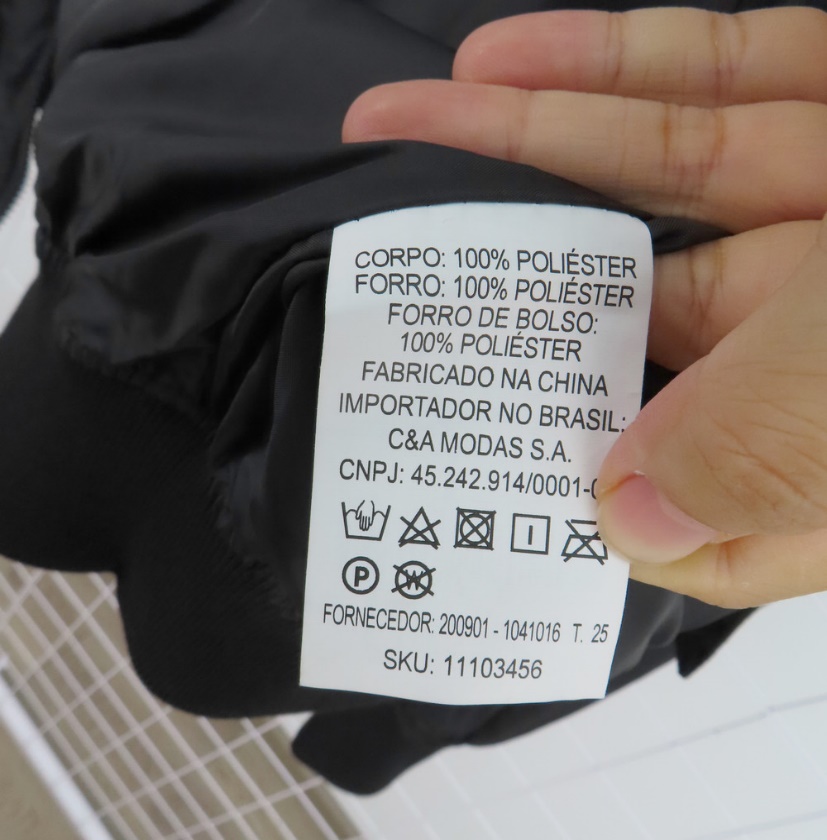 CORPO: 100% POLIÉSTER
FORRO: 100% POLIÉSTER
FORRO DE BOLSO:
100% POLIÉSTER
FABRICADO NA CHINA
IMPORTADOR NO BRASIL:
C&A MODAS S.A.
CNPJ: 45.242.914/0001-
P W
FORNECEDOR: 200901 - 1041016 T. 25
SKU: 11103456